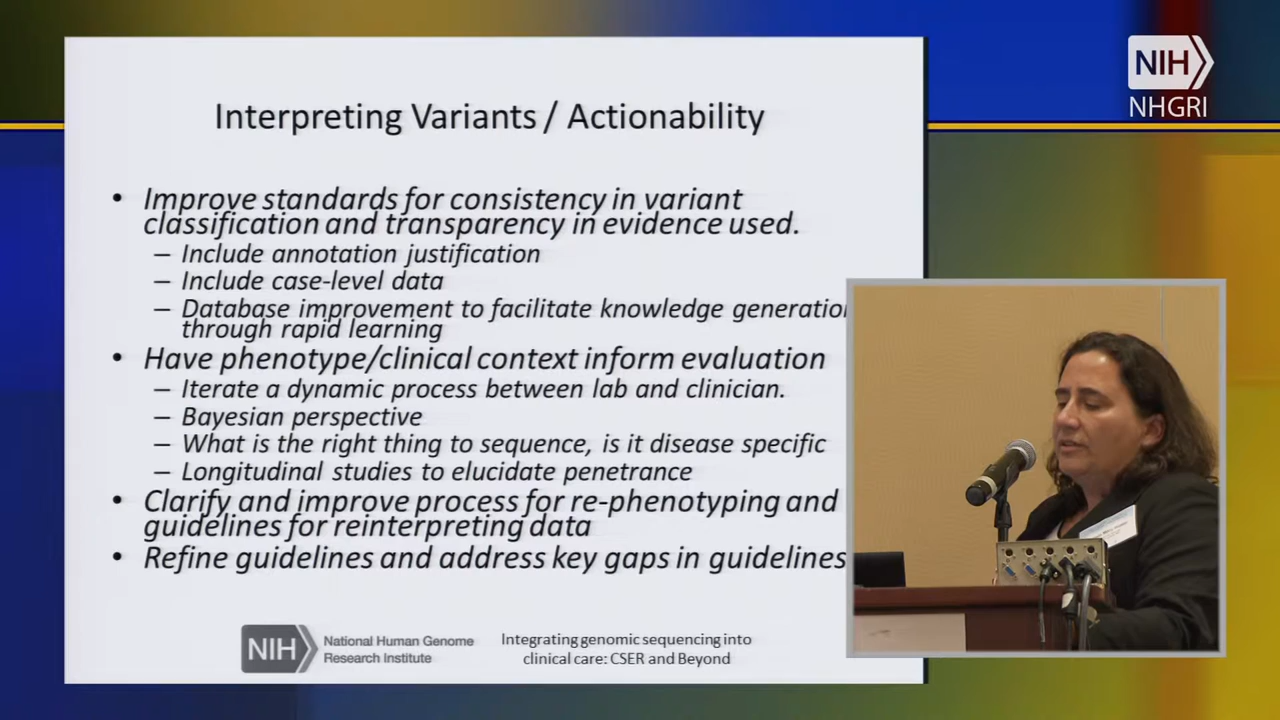 NIH
NHGRI
Interpreting Variants / Actionability
• Improve standards for consistency in variant
classification and transparency in evidence used.
– Include annotation justification
– Include case-level data
– Database improvement to facilitate knowledge generation
through rapid learning
• Have phenotype/clinical context inform evaluation
– Iterate a dynamic process between lab and clinician.
– Bayesian perspective
– What is the right thing to sequence, is it disease specific
– Longitudinal studies to elucidate penetrance
• Clarify and improve process for re-phenotyping and
guidelines for reinterpreting data
• Refine guidelines and address key gaps in guidelines
NIH
National Human Genome
Research Institute
Integrating genomic sequencing into
clinical care: CSER and Beyond